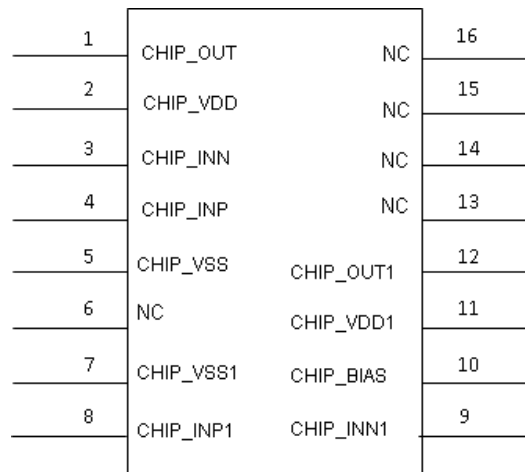 1 CHIP_OUT NC 16
2 CHIP_VDD NC 15
3 CHIP_INN NC 14
4 CHIP_INP NC 13
5 CHIP_VSS CHIP_OUT1 12
6 NC CHIP_VDD1 11
7 CHIP_VSS1 CHIP_BIAS 10
8 CHIP_INP1 CHIP_INN1 9